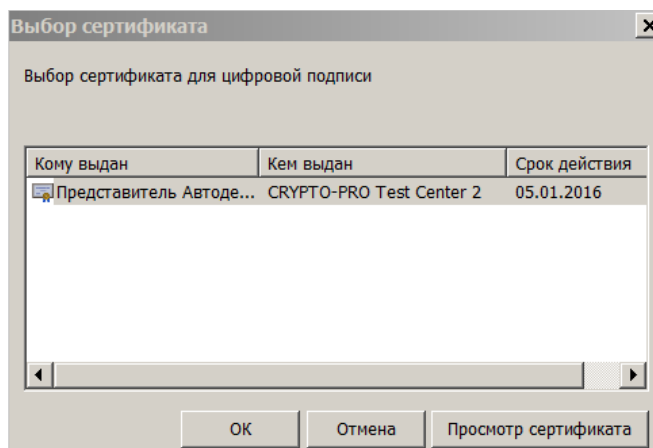 Выбор сертификата
Выбор сертификата для цифровой подписи
Кому выдан Кем выдан Срок действия
Представитель Автоде... CRYPTO-PRO Test Center 2 05.01.2016
ОК Отмена Просмотр сертификата